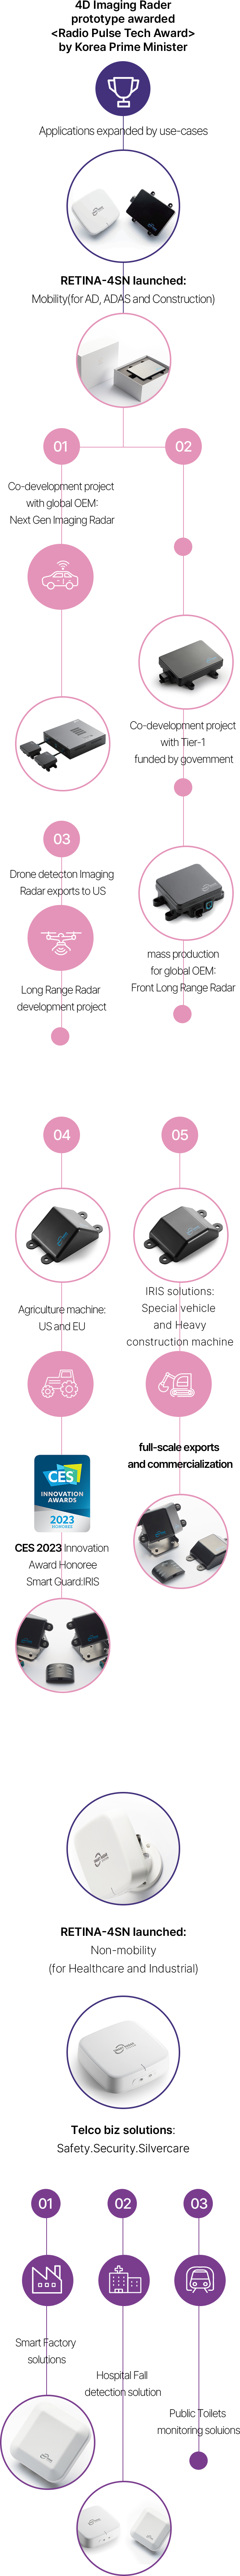 4D Imaging Rader
prototype awarded
<Radio Pulse Tech Award>
by Korea Prime Minister
Applications expanded by use-cases
RETINA-4SN launched:
Mobility(for AD, ADAS and Construction)
01
02
Co-development project
with global OEM:
Next Gen Imaging Radar
Co-development project
with Tier-1
funded by govemment
03
Drone detecton Imaging
Radar exports to US
Long Range Radar
development project
mass production
for global OEM:
Front Long Range Radar
04
05
Agriculture machine:
US and EU
IRIS solutions:
Special vehicle
and Heavy
construction machine
full-scale exports
and commercialization
CES
INNOVATION
AWARDS
2023
HONOREE
CES 2023 Innovation
Award Honoree
Smart Guard:IRIS
RETINA-4SN launched:
Non-mobility
(for Healthcare and Industrial)
Telco biz solutions:
Safety.Security.Silvercare
01
02
03
Smart Factory
solutions
Hospital Fall
detection solution
Public Toilets
monitoring soluions